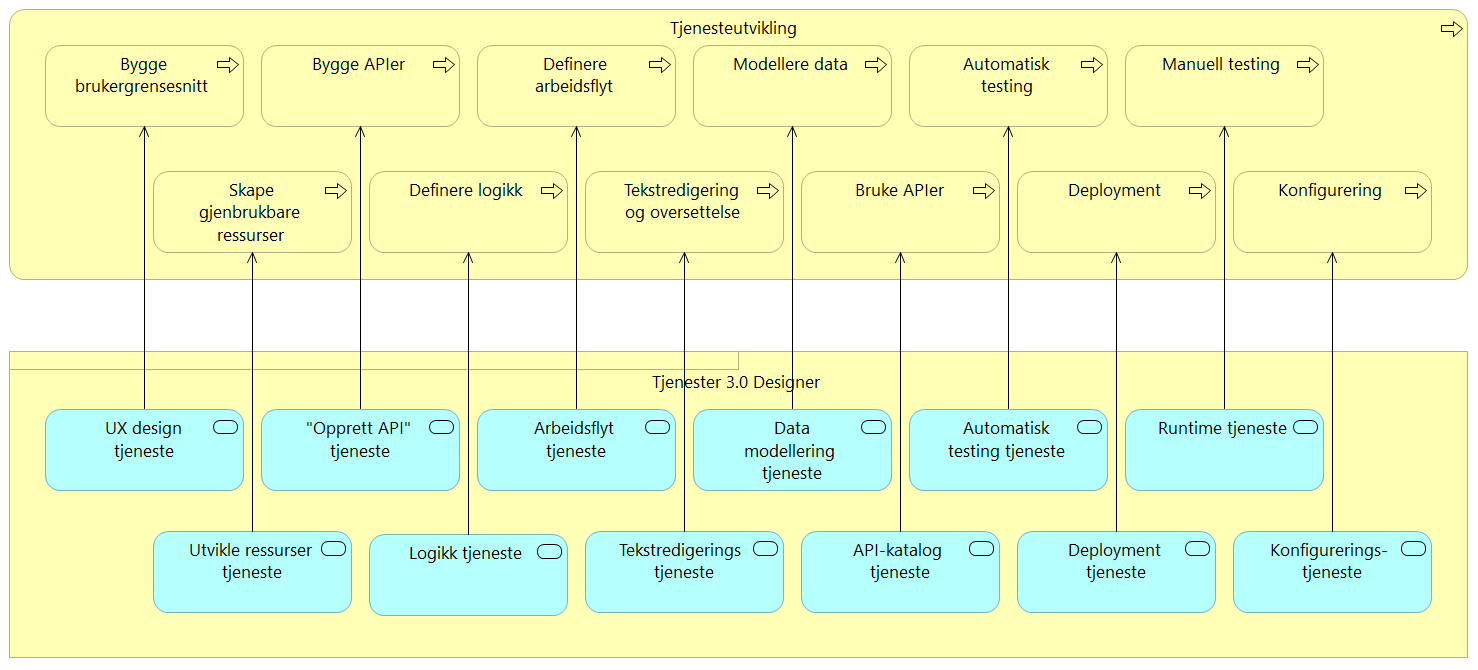 Tjenesteutvikling
Bygge
brukergrensesnitt
Bygge APIer
Definere
arbeidsflyt
Modellere data
Automatisk
testing
Manuell testing
Skape
gjenbrukbare
ressurser
Definere logikk
Tekstredigering
og oversettelse
Bruke APIer
Deployment
Konfigurering
Tjenester 3.0 Designer
UX design
tjeneste
"Opprett API"
tjeneste
Arbeidsflyt
tjeneste
Data
modellering
tjeneste
Automatisk
testing tjeneste
Runtime tjeneste
Utvikle ressurser
tjeneste
Logikk tjeneste
Tekstredigerings
tjeneste
API-katalog
tjeneste
Deployment
tjeneste
Konfigurerings-
tjeneste